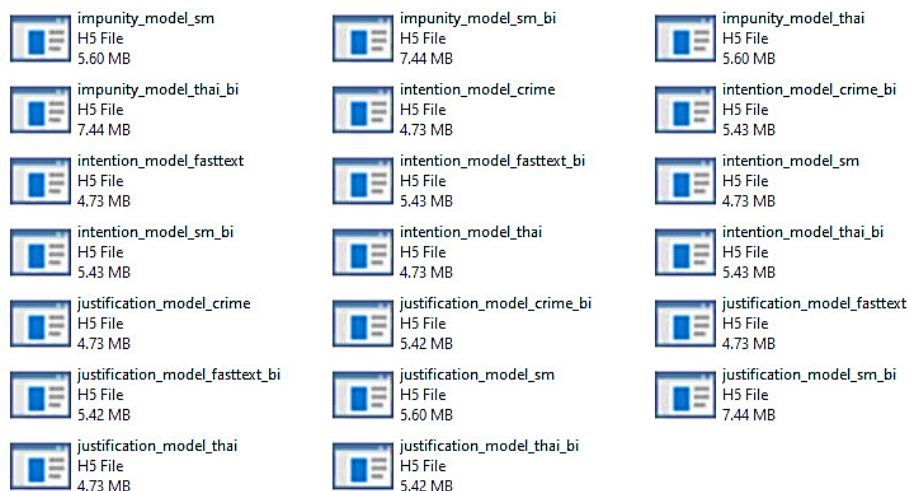 impunity_model_sm
H5 File
5.60 MB
impunity_model_sm_bi
H5 File
7.44 MB
impunity_model_thai
H5 File
5.60 MB
impunity_model_thai_bi
H5 File
7.44 MB
intention_model_crime
H5 File
4.73 MB
intention_model_crime_bi
H5 File
5.43 MB
intention_model_fasttext
H5 File
4.73 MB
intention_model_fasttext_bi
H5 File
5.43 MB
intention_model_sm
H5 File
4.73 MB
intention_model_sm_bi
H5 File
5.43 MB
intention_model_thai
H5 File
4.73 MB
intention_model_thai_bi
H5 File
5.43 MB
justification_model_crime
H5 File
4.73 MB
justification_model_crime_bi
H5 File
5.42 MB
justification_model_fasttext
H5 File
4.73 MB
justification_model_fasttext_bi
H5 File
5.42 MB
justification_model_sm
H5 File
5.60 MB
justification_model_sm_bi
H5 File
7.44 MB
justification_model_thai
H5 File
4.73 MB
justification_model_thai_bi
H5 File
5.42 MB